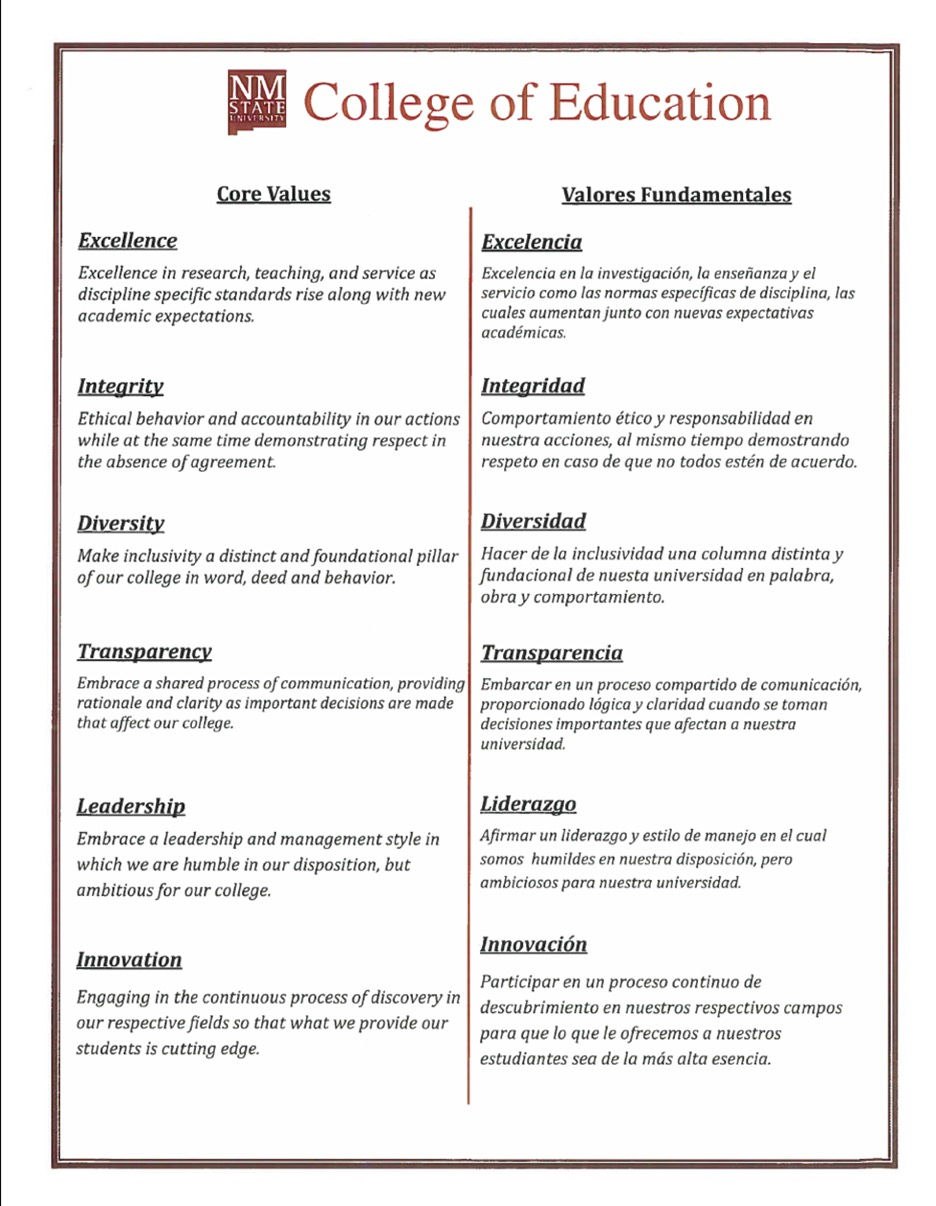 NM
STATE
UNIVERSITY
College of Education
Core Values
Excellence
Excellence in research, teaching, and service as
discipline specific standards rise along with new
academic expectations.
Integrity
Ethical behavior and accountability in our actions
while at the same time demonstrating respect in
the absence of agreement.
Diversity
Make inclusivity a distinct and foundational pillar
of our college in word, deed and behavior.
Transparency
Embrace a shared process of communication, providing
rationale and clarity as important decisions are made
that affect our college.
Leadership
Embrace a leadership and management style in
which we are humble in our disposition, but
ambitious for our college.
Innovation
Engaging in the continuous process of discovery in
our respective fields so that what we provide our
students is cutting edge.
Valores Fundamentales
Excelencia
Excelencia en la investigación, la enseñanza y el
servicio como las normas específicas de disciplina, las
cuales aumentan junto con nuevas expectativas
académicas.
Integridad
Comportamiento ético y responsabilidad en
nuestra acciones, al mismo tiempo demostrando
respeto en caso de que no todos estén de acuerdo.
Diversidad
Hacer de la inclusividad una columna distinta y
fundacional de nuesta universidad en palabra,
obra y comportamiento.
Transparencia
Embarcar en un proceso compartido de comunicación,
proporcionado lógica y claridad cuando se toman
decisiones importantes que afectan a nuestra
universidad.
Liderazgo
Afirmar un liderazgo y estilo de manejo en el cual
somos humildes en nuestra disposición, pero
ambiciosos para nuestra universidad.
Innovación
Participar en un proceso continuo de
descubrimiento en nuestros respectivos campos
para que lo que le ofrecemos a nuestros
estudiantes sea de la más alta esencia.